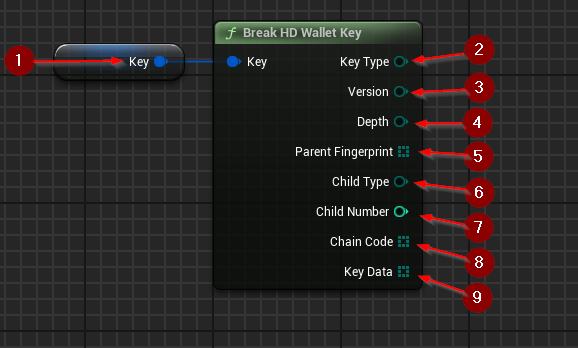 f Break HD Wallet Key
1 Key Key Key Type 2
Version 3
Depth 4
Parent Fingerprint 5
Child Type 6
Child Number 7
Chain Code 8
Key Data 9